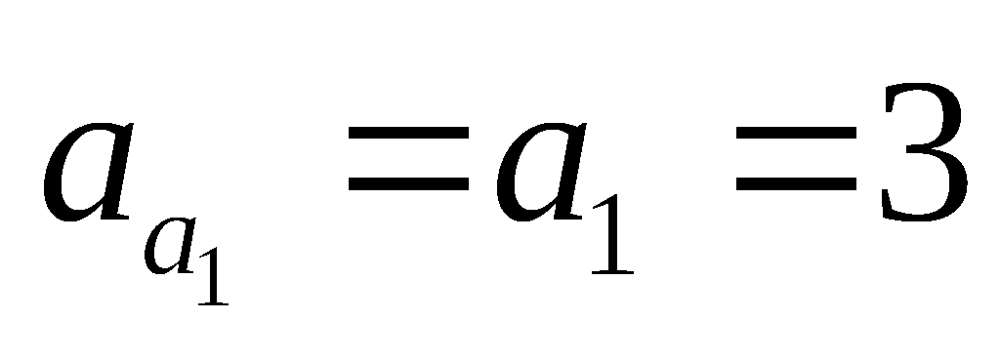 $a_{a_1} = a_1 = 3$